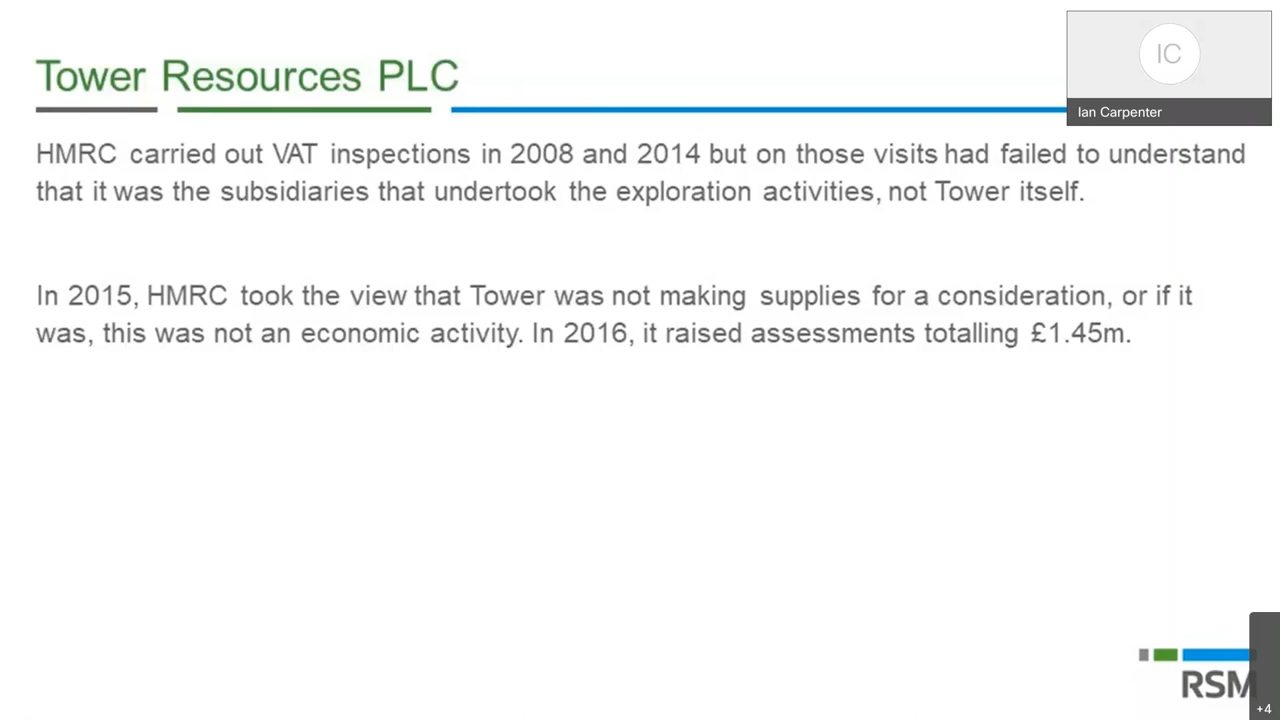 Tower Resources PLC
IC
Ian Carpenter
HMRC carried out VAT inspections in 2008 and 2014 but on those visits had failed to understand
that it was the subsidiaries that undertook the exploration activities, not Tower itself.
In 2015, HMRC took the view that Tower was not making supplies for a consideration, or if it
was, this was not an economic activity. In 2016, it raised assessments totalling £1.45m.
RSM
+4